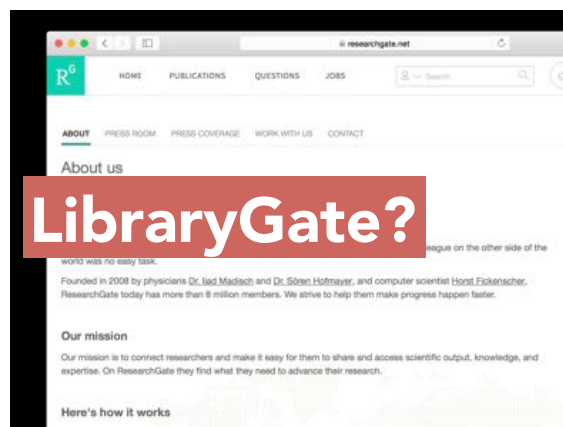 researchgate.net
RG
HOME PUBLICATIONS QUESTIONS JOBS Search
ABOUT PRESS ROOM PRESS COVERAGE WORK WITH US CONTACT
About us
LibraryGate?
league on the other side of the
world was no easy task.
Founded in 2008 by physicians Dr. Ijad Madisch and Dr. Sören Hofmayer, and computer scientist Horst Fickenscher,
ResearchGate today has more than 8 million members. We strive to help them make progress happen faster.
Our mission
Our mission is to connect researchers and make it easy for them to share and access scientific output, knowledge, and
expertise. On ResearchGate they find what they need to advance their research.
Here's how it works